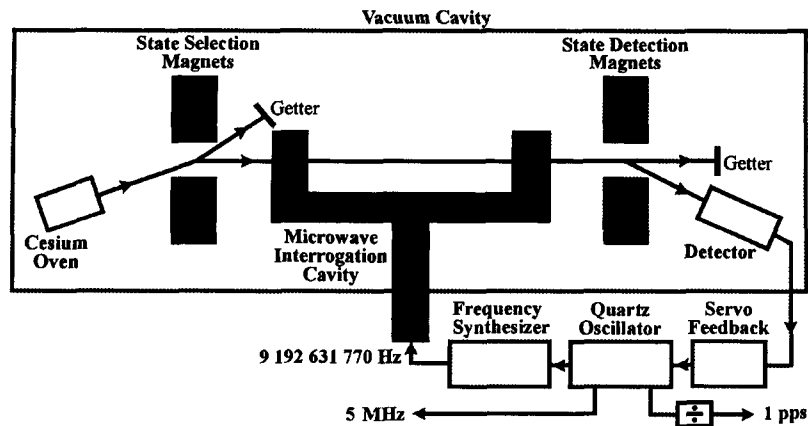 Vacuum Cavity
State Selection
Magnets
State Detection
Magnets
Getter
Getter
Cesium
Oven
Microwave
Interrogation
Cavity
Detector
Frequency
Synthesizer
Quartz
Oscillator
Servo
Feedback
9 192 631 770 Hz
5 MHz
÷
1 pps